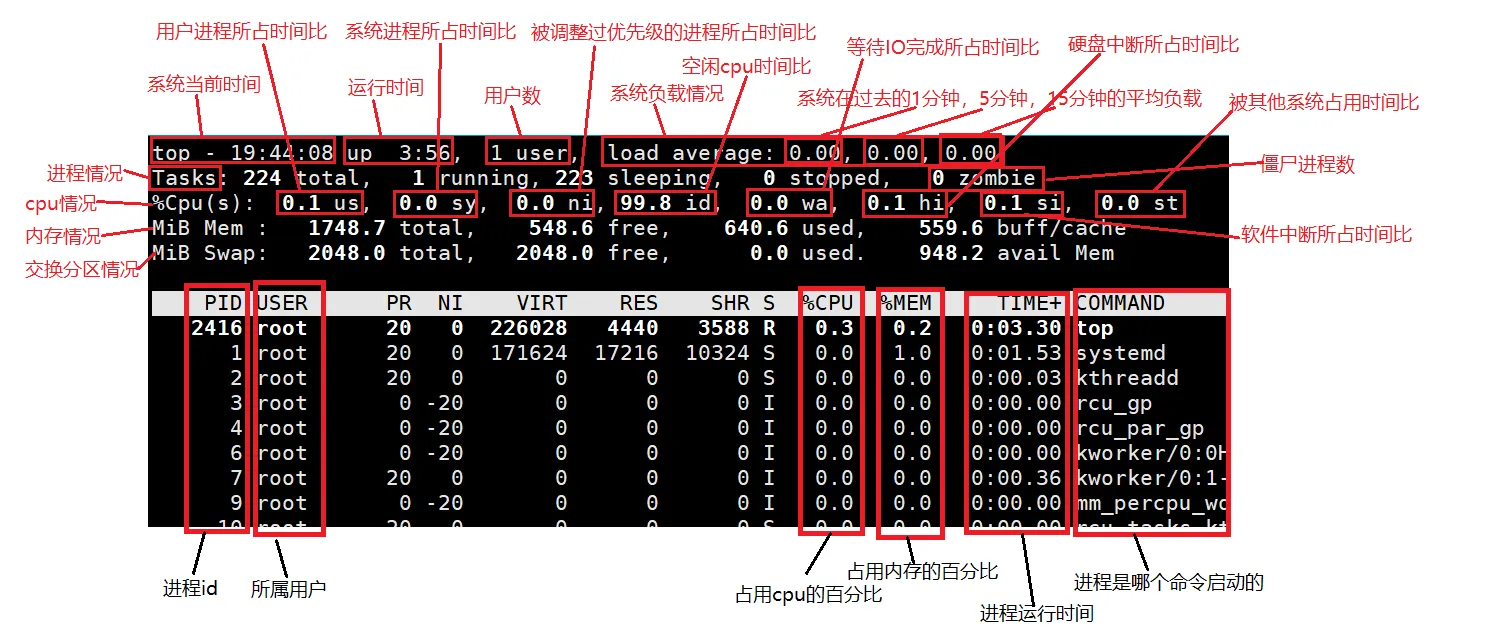 用户进程所占时间比 系统进程所占时间比 被调整过优先级的进程所占时间比 等待IO完成所占时间比 硬盘中断所占时间比
系统当前时间 运行时间 用户数 系统负载情况 空闲cpu时间比 系统在过去的1分钟，5分钟，15分钟的平均负载 被其他系统占用时间比
top - 19:44:08 up 3:56, 1 user, load average: 0.00, 0.00, 0.00
进程情况 Tasks: 224 total, 1 running, 223 sleeping, 0 stopped, 0 zombie 僵尸进程数
cpu情况 %Cpu(s): 0.1 us, 0.0 sy, 0.0 ni, 99.8 id, 0.0 wa, 0.1 hi, 0.1 si, 0.0 st
内存情况 MiB Mem : 1748.7 total, 548.6 free, 640.6 used, 559.6 buff/cache 软件中断所占时间比
交换分区情况 MiB Swap: 2048.0 total, 2048.0 free, 0.0 used. 948.2 avail Mem
PID USER PR NI VIRT RES SHR S %CPU %MEM TIME+ COMMAND
2416 root 20 0 226028 4440 3588 R 0.3 0.2 0:03.30 top
1 root 20 0 171624 17216 10324 S 0.0 1.0 0:01.53 systemd
2 root 20 0 0 0 0 S 0.0 0.0 0:00.03 kthreadd
3 root 0 -20 0 0 0 I 0.0 0.0 0:00.00 rcu_gp
4 root 0 -20 0 0 0 I 0.0 0.0 0:00.00 rcu_par_gp
6 root 0 -20 0 0 0 I 0.0 0.0 0:00.00 kworker/0:0H
7 root 20 0 0 0 0 I 0.0 0.0 0:00.36 kworker/0:1-
9 root 0 -20 0 0 0 I 0.0 0.0 0:00.00 mm_percpu_wq
10 root 20 0 0 0 S 0.0 0.0 0:00.00 rcu_tasks_kt
进程id 所属用户 占用cpu的百分比 占用内存的百分比 进程运行时间 进程是哪个命令启动的